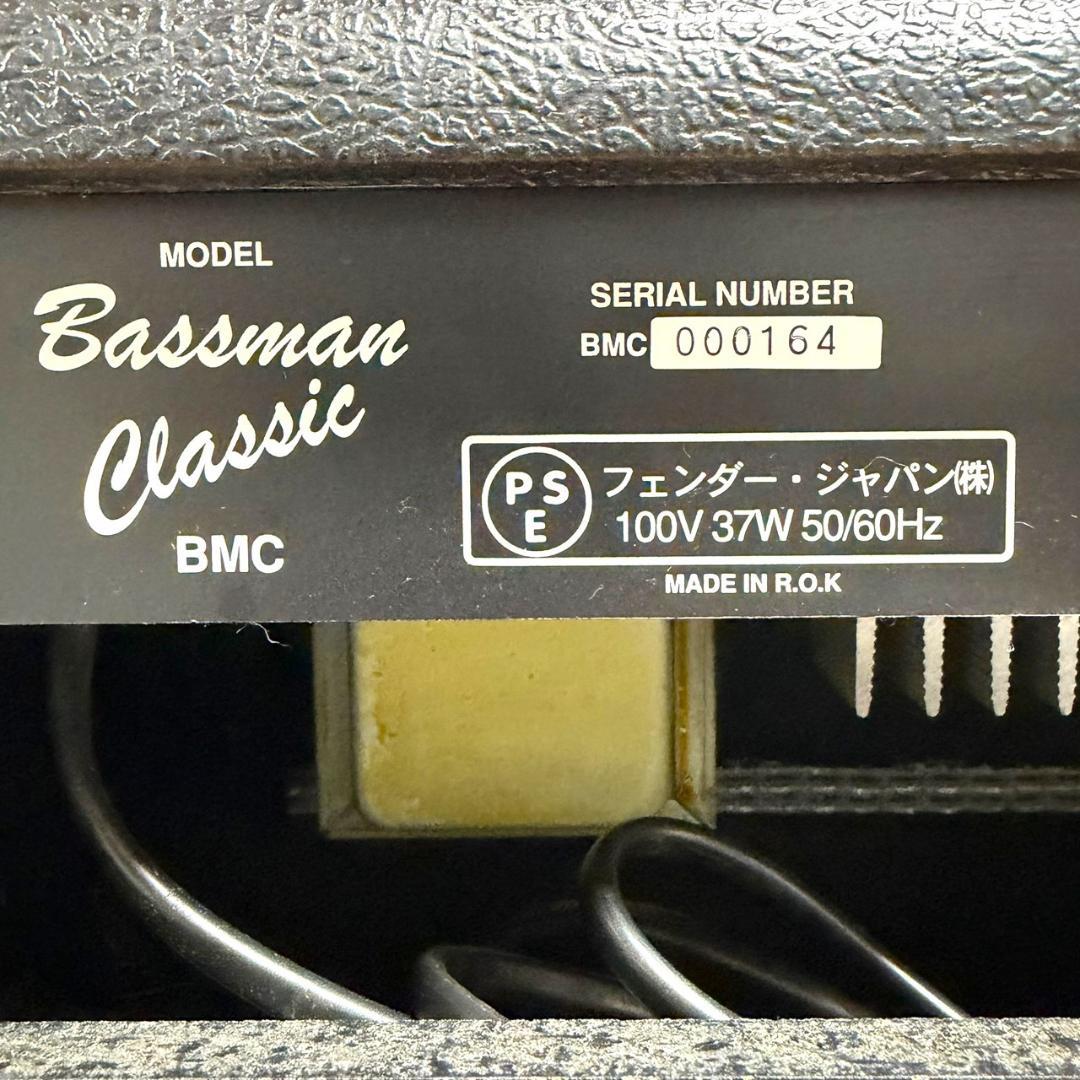 MODEL
Bassman
Classic
BMC
SERIAL NUMBER
BMC 000164
PS
E
フェンダー・ジャパン(株)
100V 37W 50/60Hz
MADE IN R.O.K